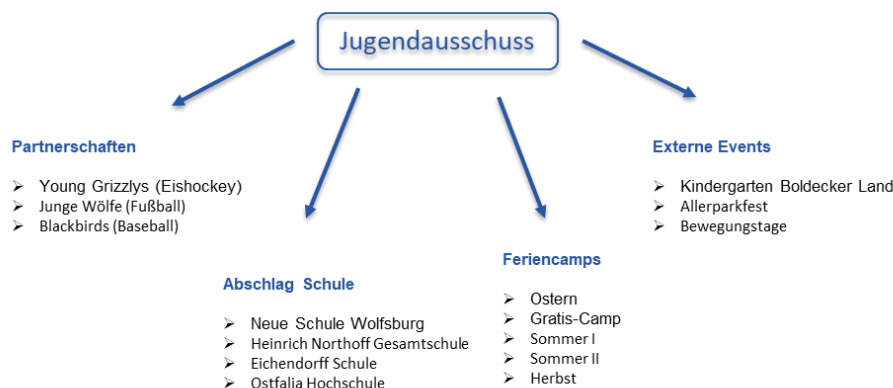 Jugendausschuss
Partnerschaften
Young Grizzlys (Eishockey)
Junge Wölfe (Fußball)
Blackbirds (Baseball)
Abschlag Schule
Neue Schule Wolfsburg
Heinrich Northoff Gesamtschule
Eichendorff Schule
Ostfalia Hochschule
Feriencamps
Ostern
Gratis-Camp
Sommer I
Sommer II
Herbst
Externe Events
Kindergarten Boldecker Land
Allerparkfest
Bewegungstage